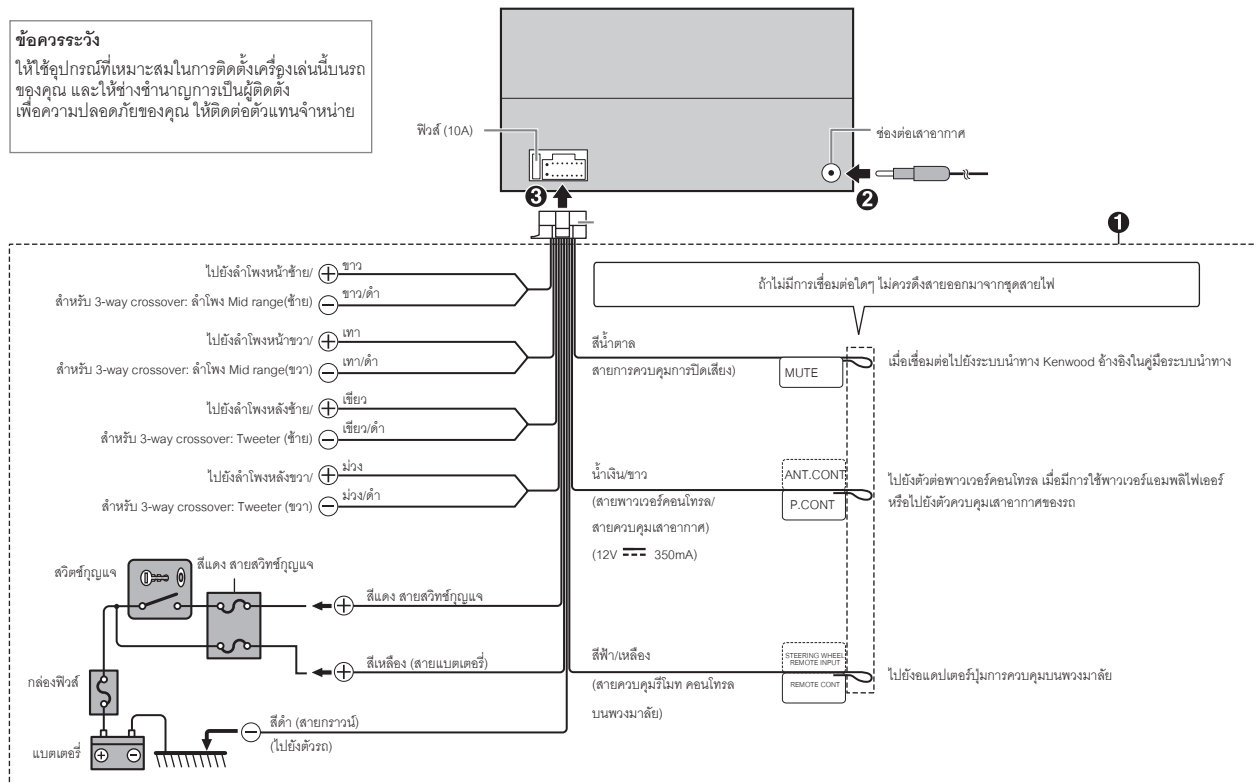 ข้อควรระวัง
ให้ใช้อุปกรณ์ที่เหมาะสมในการติดตั้งเครื่องเล่นนี้บนรถ
ของคุณ และให้ช่างชำนาญการเป็นผู้ติดตั้ง
เพื่อความปลอดภัยของคุณ ให้ติดต่อตัวแทนจำหน่าย
ฟิวส์ (10A)
ช่องต่อเสาอากาศ
3
2
1
ไปยังลำโพงหน้าซ้าย/
ขาว
สำหรับ 3-way crossover: ลำโพง Mid range(ซ้าย)
ขาว/ดำ
ไปยังลำโพงหน้าขวา/
เทา
สำหรับ 3-way crossover: ลำโพง Mid range(ขวา)
เทา/ดำ
ไปยังลำโพงหลังซ้าย/
เขียว
สำหรับ 3-way crossover: Tweeter (ซ้าย)
เขียว/ดำ
ไปยังลำโพงหลังขวา/
ม่วง
สำหรับ 3-way crossover: Tweeter (ขวา)
ม่วง/ดำ
ถ้าไม่มีการเชื่อมต่อใดๆ ไม่ควรดึงสายออกมาจากชุดสายไฟ
สีน้ำตาล
สายการควบคุมการปิดเสียง)
MUTE
เมื่อเชื่อมต่อไปยังระบบนำทาง Kenwood อ้างอิงในคู่มือระบบนำทาง
น้ำเงิน/ขาว
(สายพาวเวอร์คอนโทรล/
สายควบคุมเสาอากาศ)
(12V ⎓ 350mA)
ANT.CONT
P.CONT
ไปยังตัวต่อพาวเวอร์คอนโทรล เมื่อมีการใช้พาวเวอร์แอมพลิไฟเออร์
หรือไปยังตัวควบคุมเสาอากาศของรถ
สวิตช์กุญแจ
สีแดง สายสวิทช์กุญแจ
สีแดง สายสวิทช์กุญแจ
สีเหลือง (สายแบตเตอรี่)
กล่องฟิวส์
แบตเตอรี่
สีดำ (สายกราวน์)
(ไปยังตัวรถ)
สีฟ้า/เหลือง
(สายควบคุมรีโมท คอนโทรล
บนพวงมาลัย)
STEERING WHEEL
REMOTE INPUT
REMOTE CONT
ไปยังอแดปเตอร์ปุ่มการควบคุมบนพวงมาลัย